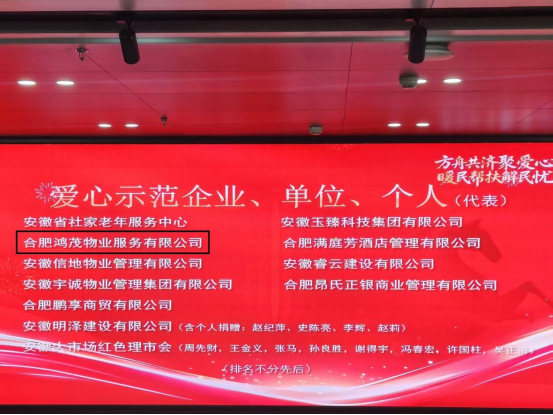 方舟共济聚爱心
暖民帮扶解民忧
爱心示范企业、单位、个人（代表）
安徽省社家老年服务中心
安徽玉臻科技集团有限公司
合肥鸿茂物业服务有限公司
合肥满庭芳酒店管理有限公司
安徽信地物业管理有限公司
安徽睿云建设有限公司
安徽宇诚物业管理集团有限公司
合肥昂氏正银商业管理有限公司
合肥鹏享商贸有限公司
安徽明泽建设有限公司（含个人捐赠：赵纪萍、史陈亮、李辉、赵莉）
安徽大市场红色理市会（周先财，王金义，张马，孙良胜，谢得宇，冯春宏，许国柱，
（排名不分先后）